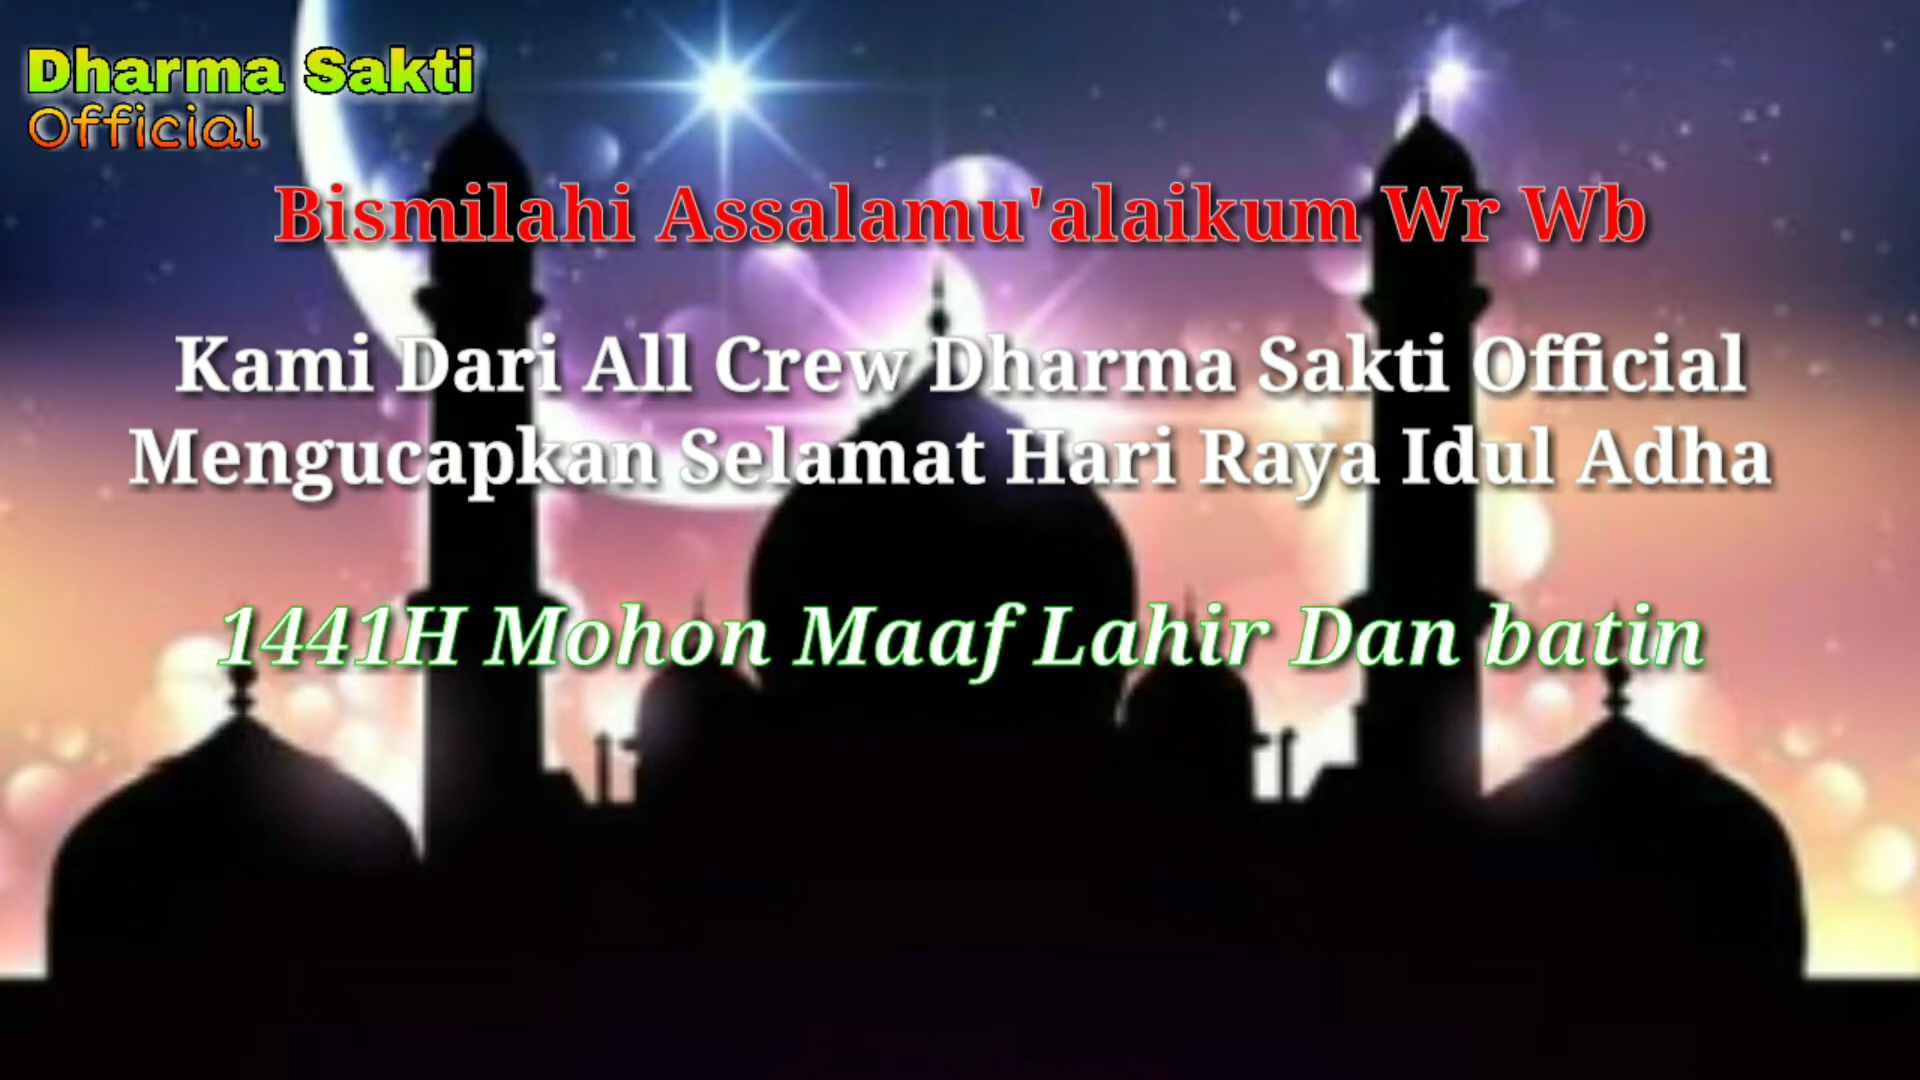 Dharma Sakti
Official
Bismilahi Assalamu'alaikum Wr Wb
Kami Dari All Crew Dharma Sakti Official
Mengucapkan Selamat Hari Raya Idul Adha
1441H Mohon Maaf Lahir Dan batin